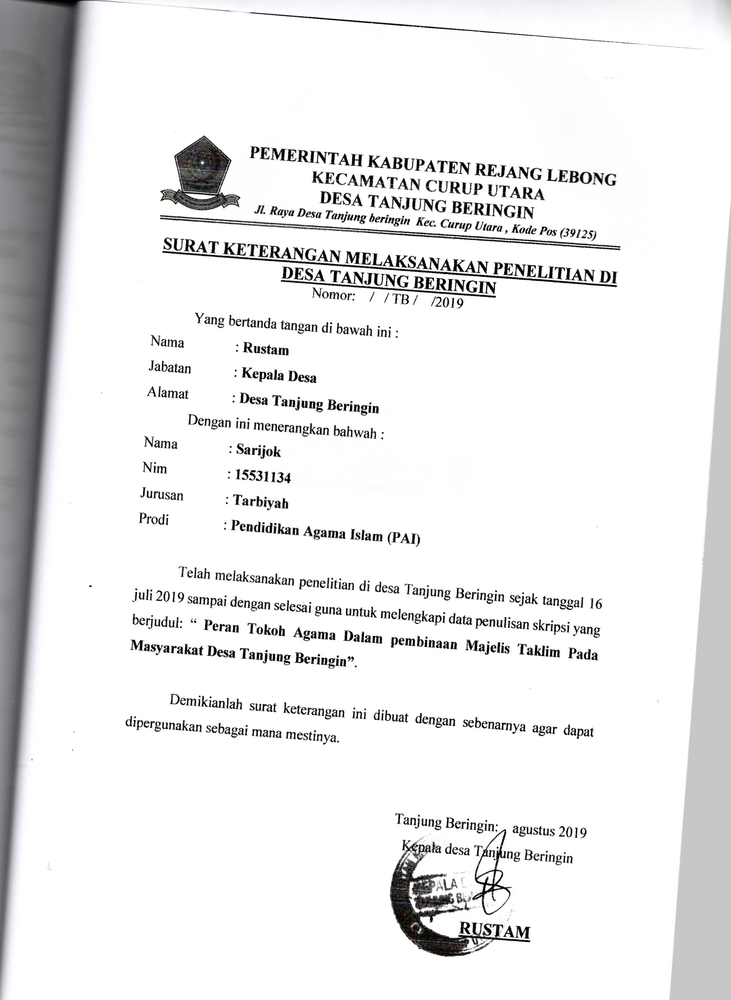 PEMERINTAH KABUPATEN REJANG LEBONG
KECAMATAN CURUP UTARA
DESA TANJUNG BERINGIN
Jl. Raya Desa Tanjung beringin Kec. Curup Utara , Kode Pos (39125)
SURAT KETERANGAN MELAKSANAKAN PENELITIAN DI
DESA TANJUNG BERINGIN
Nomor: / / TB / /2019
Yang bertanda tangan di bawah ini :
Nama : Rustam
Jabatan : Kepala Desa
Alamat : Desa Tanjung Beringin
Dengan ini menerangkan bahwah :
Nama : Sarijok
Nim : 15531134
Jurusan : Tarbiyah
Prodi : Pendidikan Agama Islam (PAI)
Telah melaksanakan penelitian di desa Tanjung Beringin sejak tanggal 16
juli 2019 sampai dengan selesai guna untuk melengkapi data penulisan skripsi yang
berjudul: “ Peran Tokoh Agama Dalam pembinaan Majelis Taklim Pada
Masyarakat Desa Tanjung Beringin”.
Demikianlah surat keterangan ini dibuat dengan sebenarnya agar dapat
dipergunakan sebagai mana mestinya.
Tanjung Beringin: agustus 2019
Kepala desa Tanjung Beringin
KEPALA
RUSTAM